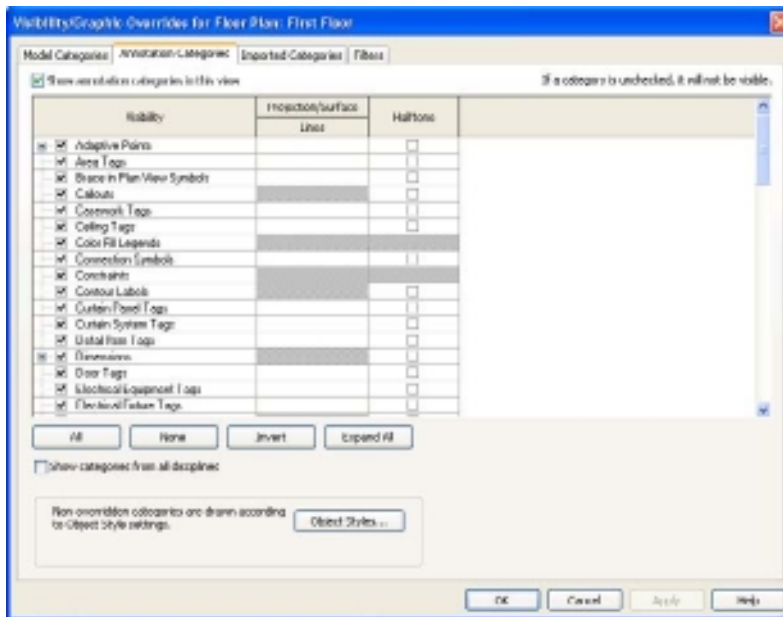 Visibility/Graphic Overrides for Floor Plan: First Floor
Model Categories Annotation Categories Imported Categories Filters
Show annotation categories in this view If a category is unchecked, it will not be visible.
Visibility Projection/Surface Halftone
Lines
Adaptive Points
Area Tags
Brace in Plan View Symbols
Callouts
Casework Tags
Ceiling Tags
Color Fill Legends
Connection Symbols
Constraints
Contour Labels
Curtain Panel Tags
Curtain System Tags
Detail Item Tags
Dimensions
Door Tags
Electrical Equipment Tags
Electrical Fixture Tags
All None Invert Expand All
Show categories from all disciplines
Non-overridden categories are drawn according
to Object Style settings.
Object Styles...
OK Cancel Apply Help